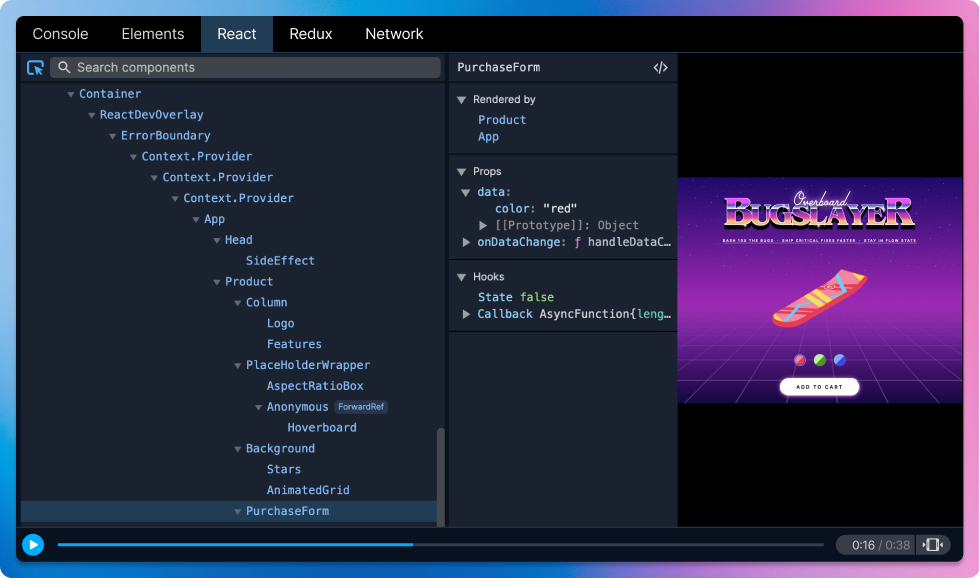 Console Elements React Redux Network
Search components
Container
ReactDevOverlay
ErrorBoundary
Context.Provider
Context.Provider
Context.Provider
App
Head
SideEffect
Product
Column
Logo
Features
PlaceHolderWrapper
AspectRatioBox
Anonymous ForwardRef
Hoverboard
Background
Stars
AnimatedGrid
PurchaseForm
PurchaseForm </>
Rendered by
Product
App
Props
data:
color: "red"
[[Prototype]]: Object
onDataChange: ƒ handleDataC…
Hooks
State false
Callback AsyncFunction{leng…
Overboard
BUGSLAYER
BASH 10X THE BUGS - SHIP CRITICAL FIXES FASTER - STAY IN FLOW STATE
ADD TO CART
0:16 / 0:38